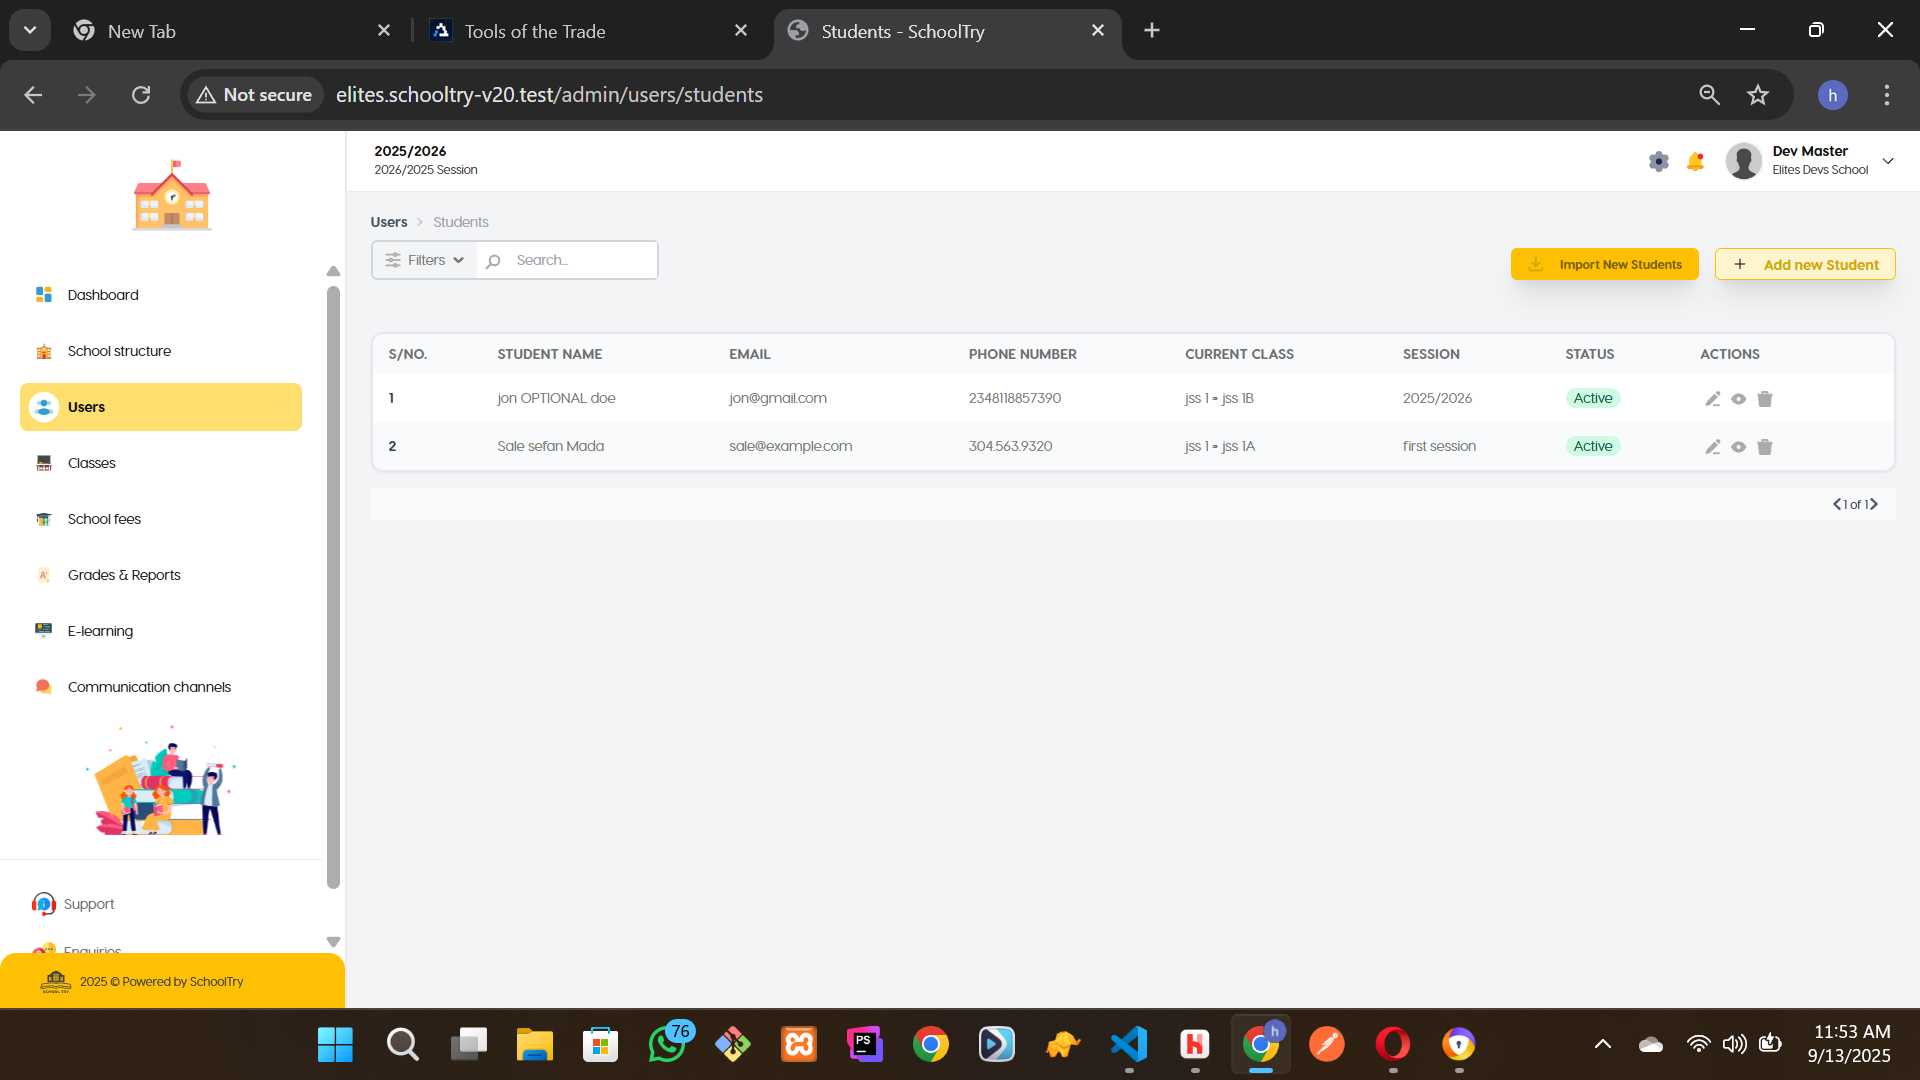 New Tab
Tools of the Trade
Students - SchoolTry
Not secure
elites.schooltry-v20.test/admin/users/students
h
2025/2026
2026/2025 Session
Dev Master
Elites Devs School
Dashboard
School structure
Users
Classes
School fees
Grades & Reports
E-learning
Communication channels
Support
Enquiries
2025 © Powered by SchoolTry
Users > Students
Filters
Search...
Import New Students
+ Add new Student
S/NO. STUDENT NAME EMAIL PHONE NUMBER CURRENT CLASS SESSION STATUS ACTIONS
1 jon OPTIONAL doe jon@gmail.com 2348118857390 jss 1 - jss 1B 2025/2026 Active
2 Sale sefan Mada sale@example.com 304.563.9320 jss 1 - jss 1A first session Active
1 of 1
76
PS
h
11:53 AM
9/13/2025